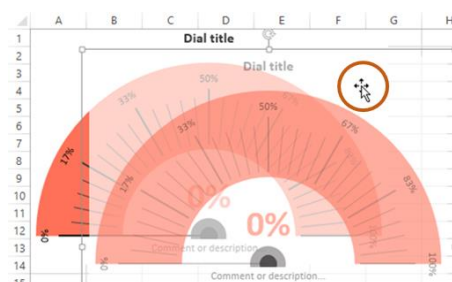 A B C D E F G H
1 Dial title
2
3 Dial title
4 50%
5 33% 50%
6 33% 67%
7 17%
8 17% 83%
9
10 0%
11 0%
12 0%
13 Comment or description... 100%
14 0% Comment or description...
15